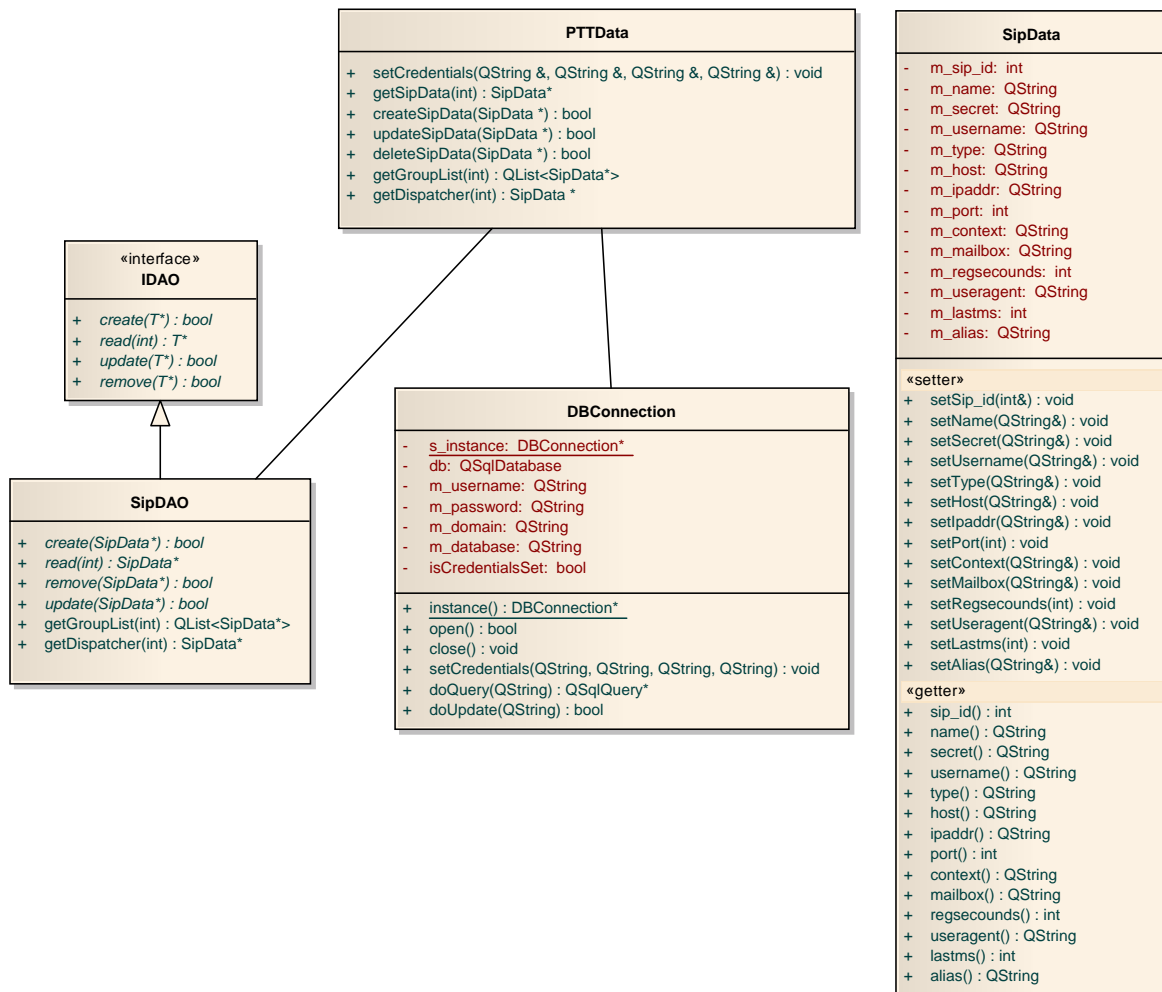 PTTData
+ setCredentials(QString &, QString &, QString &, QString &) : void
+ getSipData(int) : SipData*
+ createSipData(SipData *) : bool
+ updateSipData(SipData *) : bool
+ deleteSipData(SipData *) : bool
+ getGroupList(int) : QList<SipData*>
+ getDispatcher(int) : SipData *
«interface»
IDAO
+ create(T*) : bool
+ read(int) : T*
+ update(T*) : bool
+ remove(T*) : bool
SipDAO
+ create(SipData*) : bool
+ read(int) : SipData*
+ remove(SipData*) : bool
+ update(SipData*) : bool
+ getGroupList(int) : QList<SipData*>
+ getDispatcher(int) : SipData*
DBConnection
- s_instance: DBConnection*
- db: QSqlDatabase
- m_username: QString
- m_password: QString
- m_domain: QString
- m_database: QString
- isCredentialsSet: bool
+ instance() : DBConnection*
+ open() : bool
+ close() : void
+ setCredentials(QString, QString, QString, QString) : void
+ doQuery(QString) : QSqlQuery*
+ doUpdate(QString) : bool
SipData
- m_sip_id: int
- m_name: QString
- m_secret: QString
- m_username: QString
- m_type: QString
- m_host: QString
- m_ipaddr: QString
- m_port: int
- m_context: QString
- m_mailbox: QString
- m_regsecounds: int
- m_useragent: QString
- m_lastms: int
- m_alias: QString
«setter»
+ setSip_id(int&) : void
+ setName(QString&) : void
+ setSecret(QString&) : void
+ setUsername(QString&) : void
+ setType(QString&) : void
+ setHost(QString&) : void
+ setIpaddr(QString&) : void
+ setPort(int) : void
+ setContext(QString&) : void
+ setMailbox(QString&) : void
+ setRegsecounds(int) : void
+ setUseragent(QString&) : void
+ setLastms(int) : void
+ setAlias(QString&) : void
«getter»
+ sip_id() : int
+ name() : QString
+ secret() : QString
+ username() : QString
+ type() : QString
+ host() : QString
+ ipaddr() : QString
+ port() : int
+ context() : QString
+ mailbox() : QString
+ regsecounds() : int
+ useragent() : QString
+ lastms() : int
+ alias() : QString